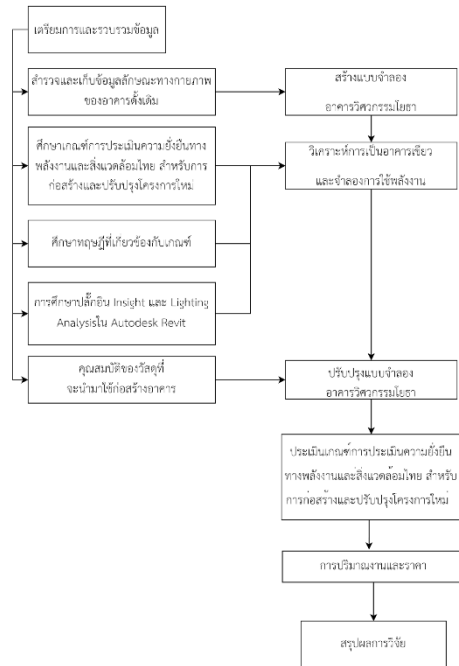 เตรียมการและรวบรวมข้อมูล
สำรวจและเก็บข้อมูลลักษณะทางกายภาพ
ของอาคารดั้งเดิม
สร้างแบบจำลอง
อาคารวิศวกรรมโยธา
ศึกษาเกณฑ์การประเมินความยั่งยืนทาง
พลังงานและสิ่งแวดล้อมไทย สำหรับการ
ก่อสร้างและปรับปรุงโครงการใหม่
วิเคราะห์การเป็นอาคารเขียว
และจำลองการใช้พลังงาน
ศึกษาทฤษฎีที่เกี่ยวข้องกับเกณฑ์
การศึกษาปลั๊กอิน Insight และ Lighting
Analysisใน Autodesk Revit
คุณสมบัติของวัสดุที่
จะนำมาใช้ก่อสร้างอาคาร
ปรับปรุงแบบจำลอง
อาคารวิศวกรรมโยธา
ประเมินเกณฑ์การประเมินความยั่งยืน
ทางพลังงานและสิ่งแวดล้อมไทย สำหรับ
การก่อสร้างและปรับปรุงโครงการใหม่
การปริมาณงานและราคา
สรุปผลการวิจัย